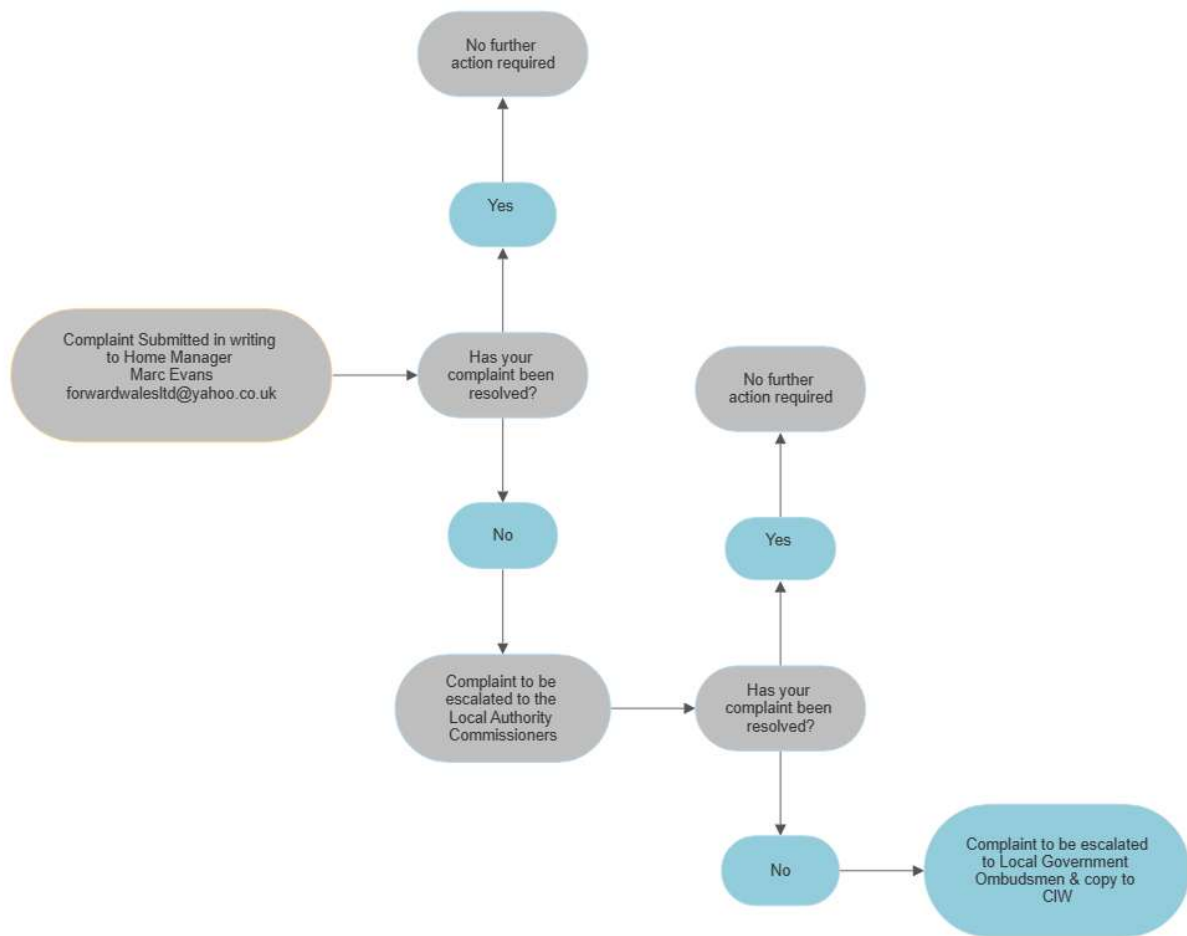 No further
action required
Yes
Complaint Submitted in writing
to Home Manager
Marc Evans
forwardwalesltd@yahoo.co.uk
Has your
complaint been
resolved?
No further
action required
No
Yes
Complaint to be
escalated to the
Local Authority
Commissioners
Has your
complaint been
resolved?
No
Complaint to be escalated
to Local Government
Ombudsmen & copy to
CIW